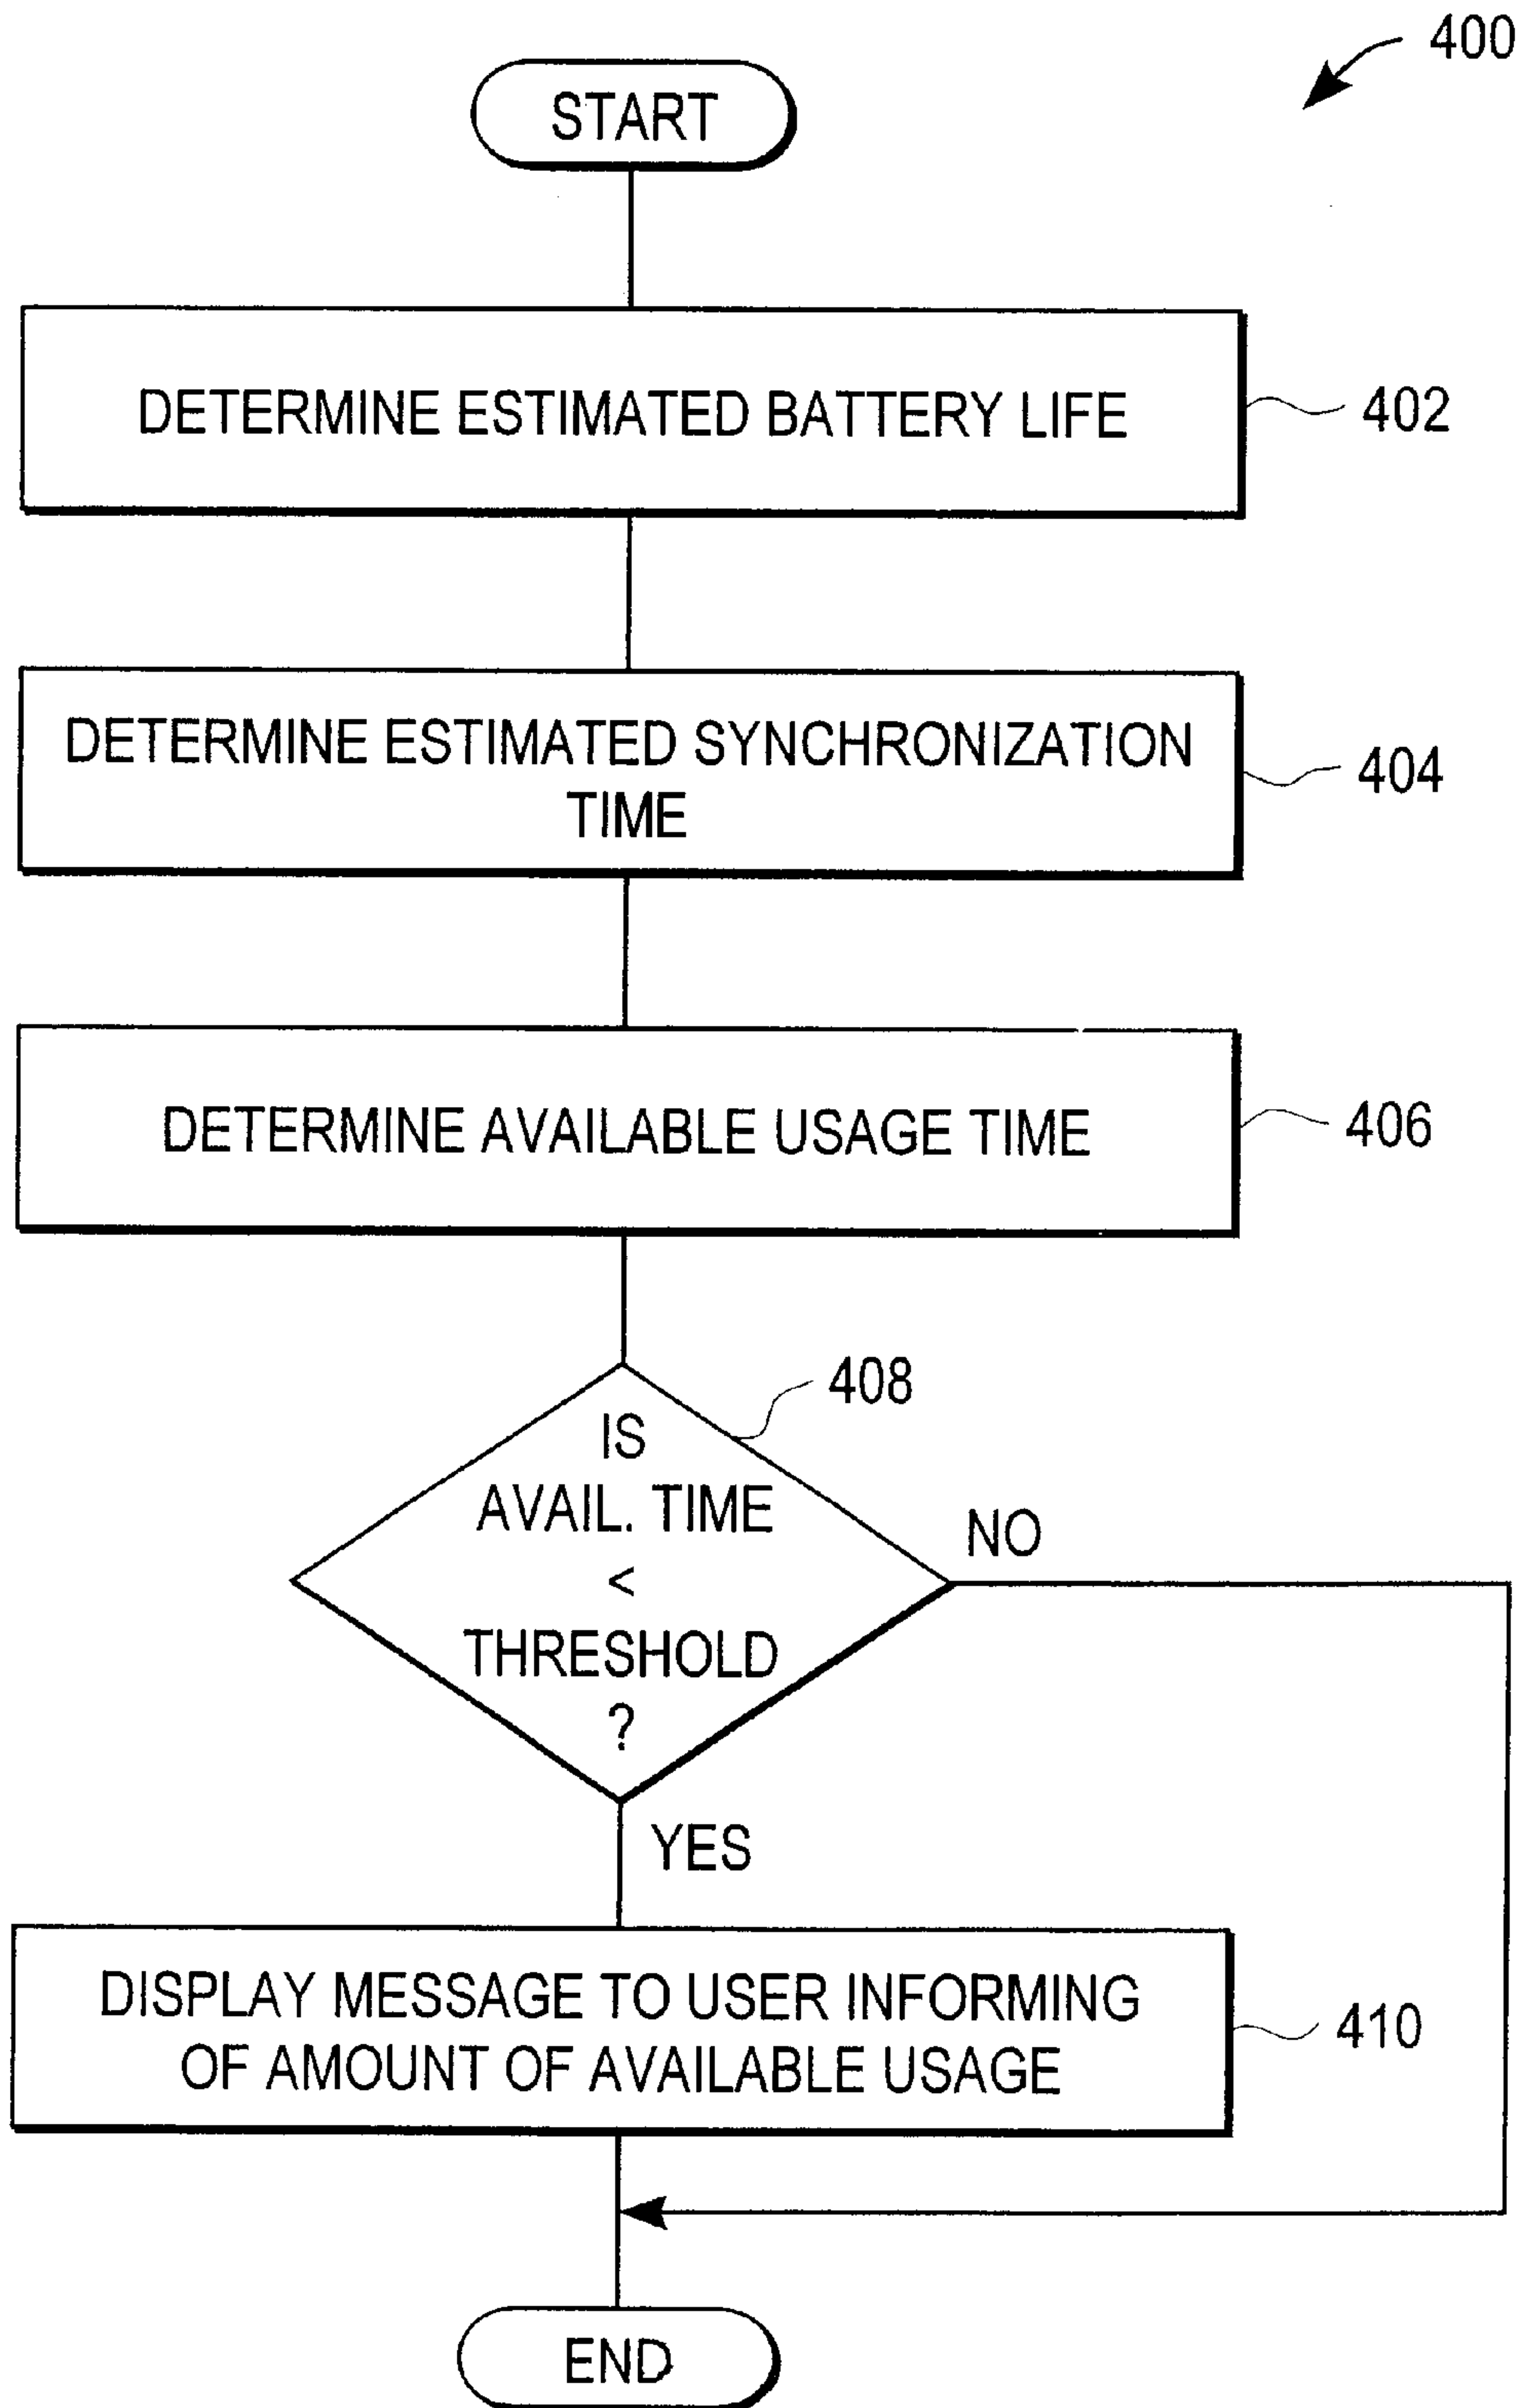 400
START
DETERMINE ESTIMATED BATTERY LIFE
402
DETERMINE ESTIMATED SYNCHRONIZATION
TIME
404
DETERMINE AVAILABLE USAGE TIME
406
408
IS
AVAIL. TIME
<
THRESHOLD
?
NO
YES
DISPLAY MESSAGE TO USER INFORMING
OF AMOUNT OF AVAILABLE USAGE
410
END